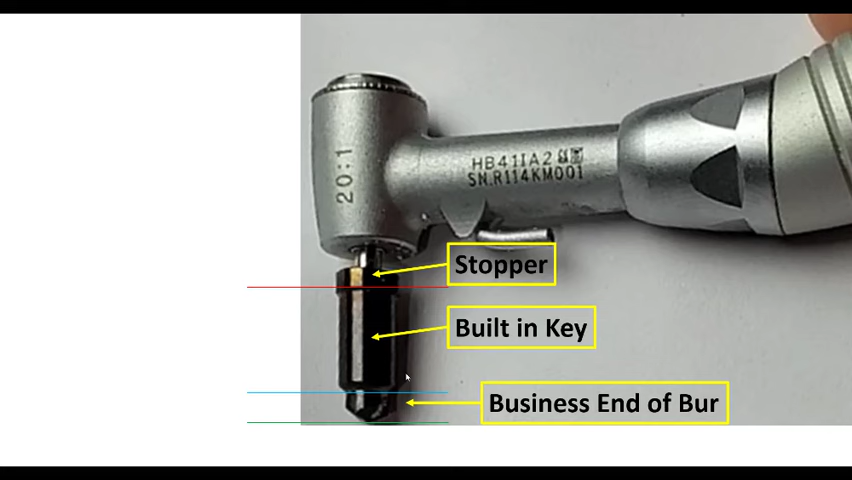 20:1
HB41IA2
SN.R114KM001
Stopper
Built in Key
Business End of Bur